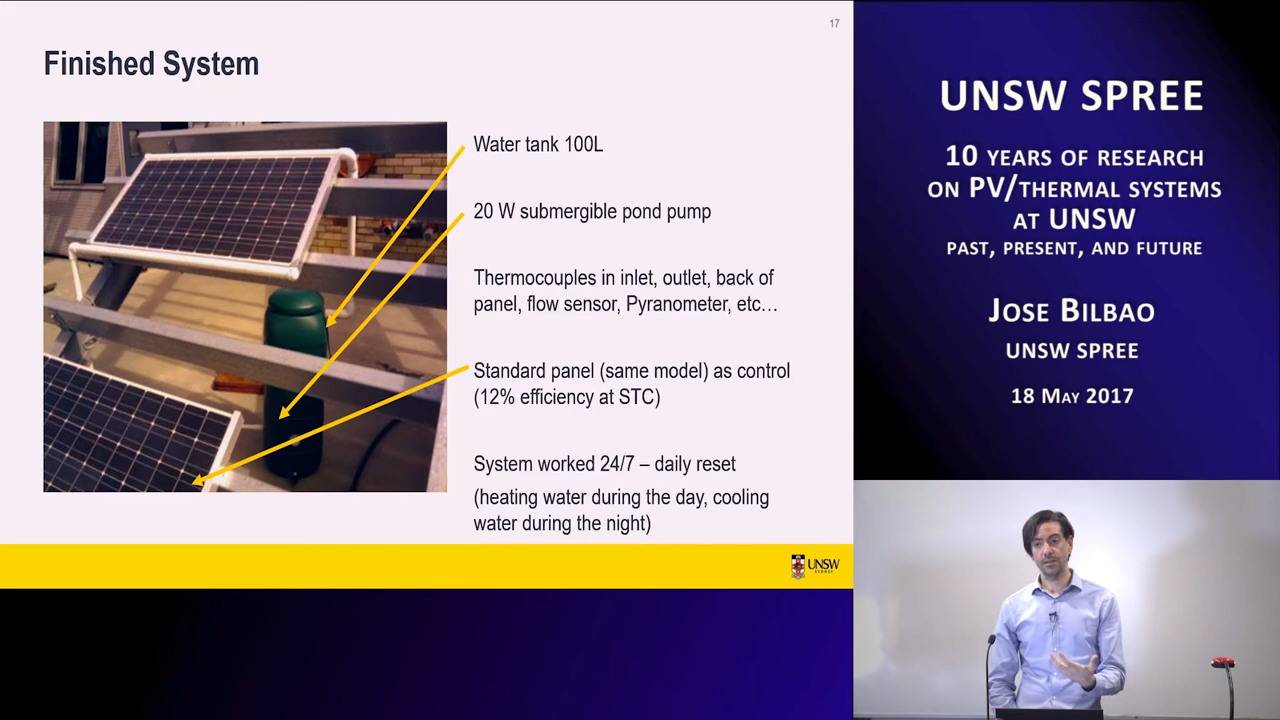 17
Finished System
Water tank 100L
20 W submergible pond pump
Thermocouples in inlet, outlet, back of
panel, flow sensor, Pyranometer, etc…
Standard panel (same model) as control
(12% efficiency at STC)
System worked 24/7 – daily reset
(heating water during the day, cooling
water during the night)
UNSW
SYDNEY
UNSW SPREE
10 YEARS OF RESEARCH
ON PV/THERMAL SYSTEMS
AT UNSW
PAST, PRESENT, AND FUTURE
JOSE BILBAO
UNSW SPREE
18 MAY 2017